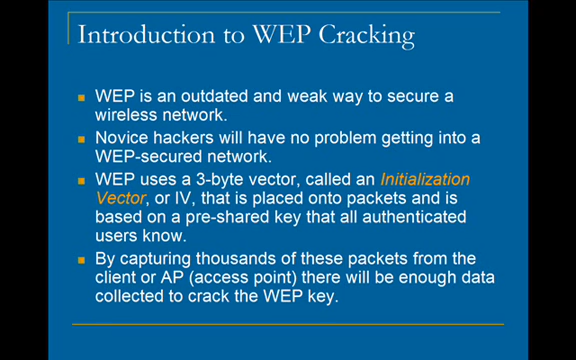 Introduction to WEP Cracking
WEP is an outdated and weak way to secure a
wireless network.
Novice hackers will have no problem getting into a
WEP-secured network.
WEP uses a 3-byte vector, called an Initialization
Vector, or IV, that is placed onto packets and is
based on a pre-shared key that all authenticated
users know.
By capturing thousands of these packets from the
client or AP (access point) there will be enough data
collected to crack the WEP key.